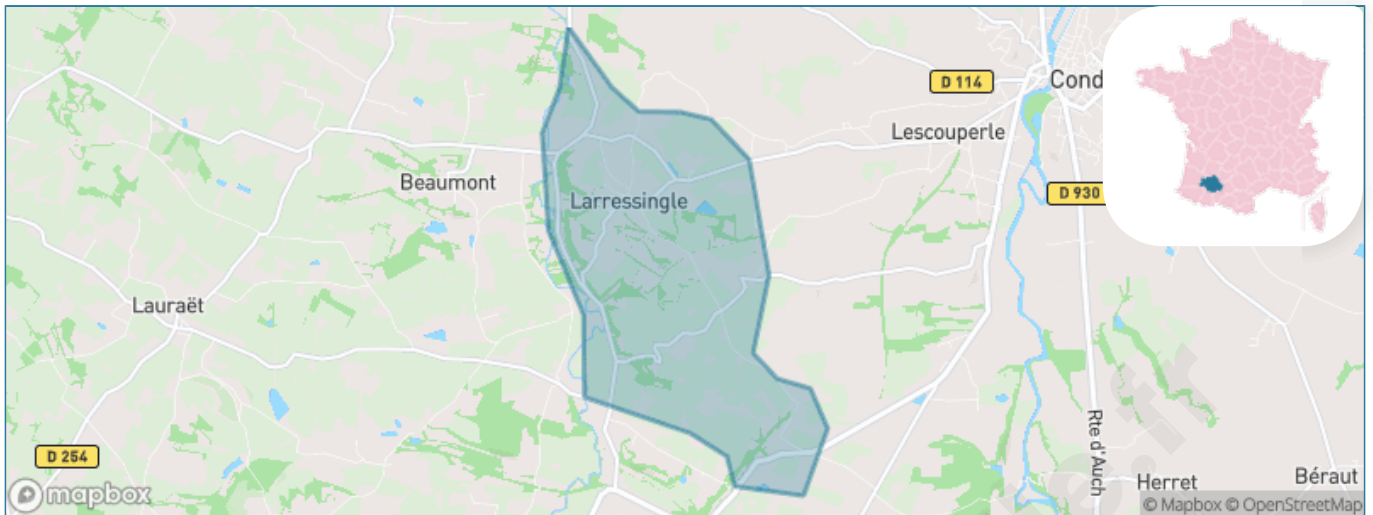 D 114
Cond
Lescouperle
Beaumont
D 930
Larressingle
Lauraët
Rte d'Auch
D 254
Herret
Béraut
mapbox
© Mapbox © OpenStreetMap